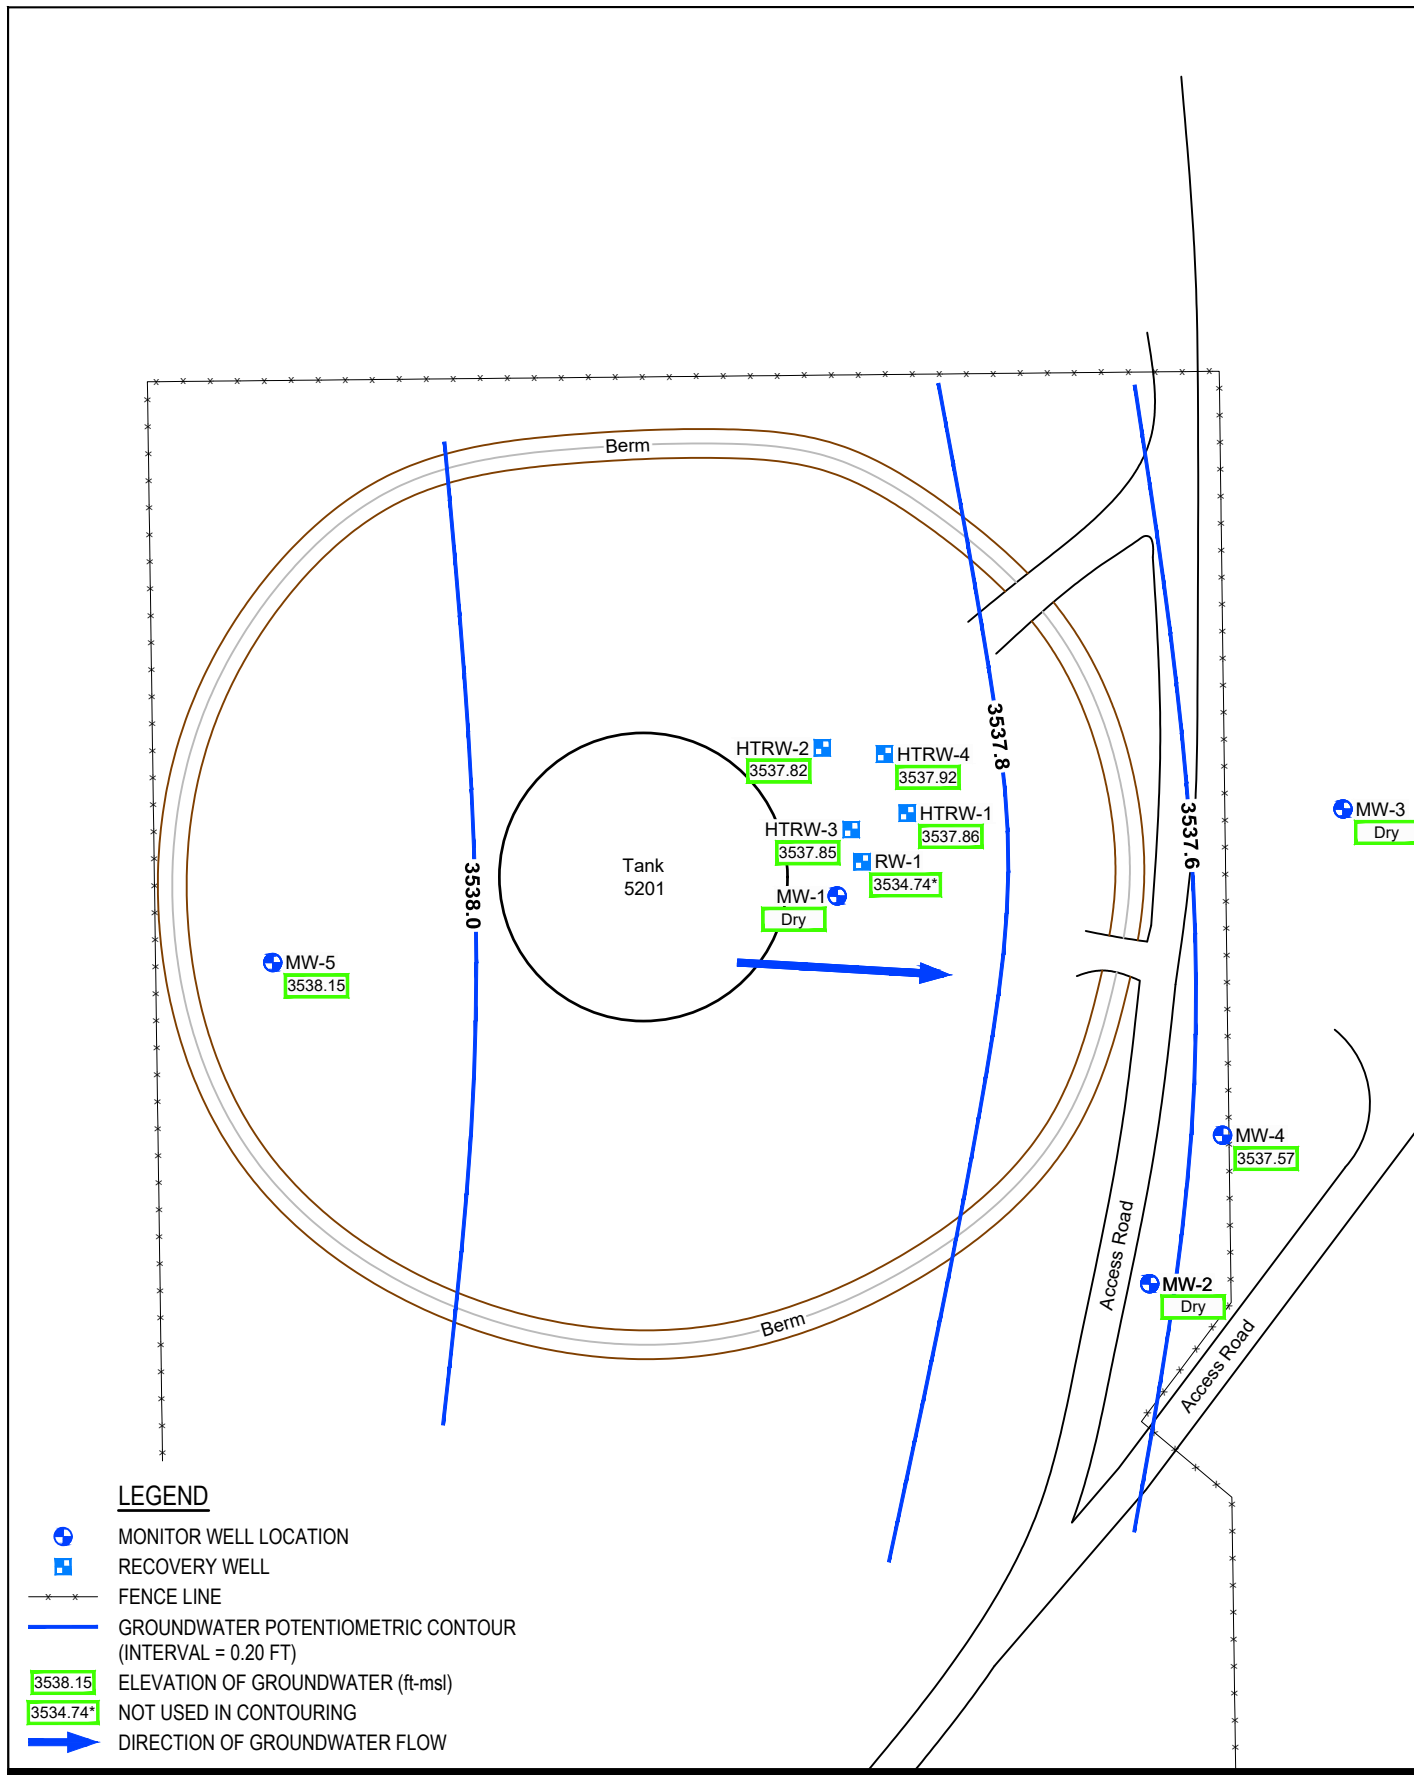 Berm
3537.8
HTRW-2
3537.82
HTRW-4
3537.92
HTRW-1
3537.86
HTRW-3
3537.85
RW-1
3534.74*
MW-1
Dry
Tank
5201
3538.0
3537.6
MW-3
Dry
MW-5
3538.15
MW-4
3537.57
Access Road
MW-2
Dry
Access Road
Berm
LEGEND
MONITOR WELL LOCATION
RECOVERY WELL
FENCE LINE
GROUNDWATER POTENTIOMETRIC CONTOUR
(INTERVAL = 0.20 FT)
3538.15 ELEVATION OF GROUNDWATER (ft-msl)
3534.74* NOT USED IN CONTOURING
DIRECTION OF GROUNDWATER FLOW